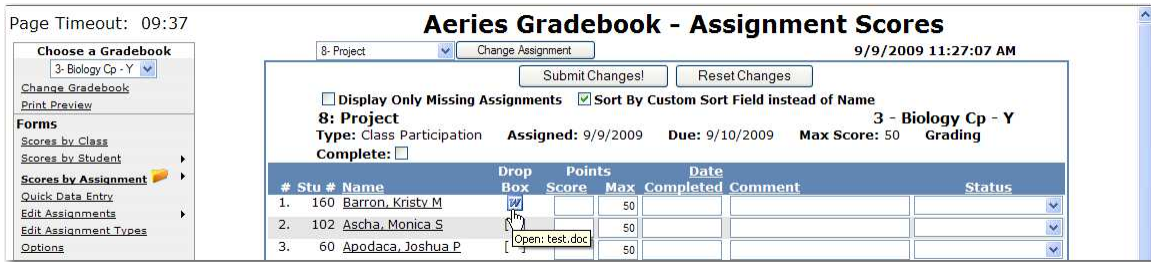 Page Timeout: 09:37
Aeries Gradebook - Assignment Scores
Choose a Gradebook
3- Biology Cp - Y
Change Gradebook
Print Preview
Forms
Scores by Class
Scores by Student
Scores by Assignment
Quick Data Entry
Edit Assignments
Edit Assignment Types
Options
8- Project Change Assignment 9/9/2009 11:27:07 AM
Submit Changes! Reset Changes
Display Only Missing Assignments Sort By Custom Sort Field instead of Name
8: Project 3 - Biology Cp - Y
Type: Class Participation Assigned: 9/9/2009 Due: 9/10/2009 Max Score: 50 Grading
Complete:
Drop Points Date
# Stu # Name Box Score Max Completed Comment Status
1. 160 Barron, Kristy M W 50
2. 102 Ascha, Monica S [ 50
Open: test.doc
3. 60 Apodaca, Joshua P [ ] 50